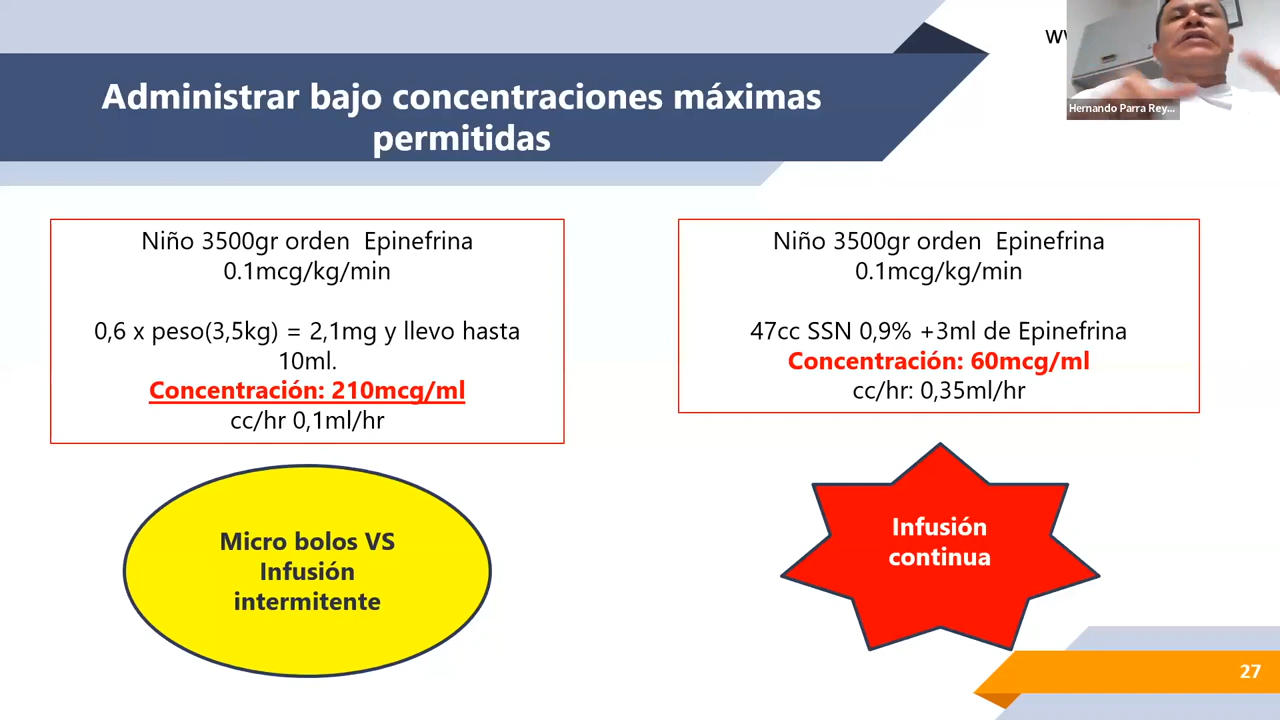 Administrar bajo concentraciones máximas
permitidas
Hernando Parra Rey...
Niño 3500gr orden Epinefrina
0.1mcg/kg/min
0,6 x peso(3,5kg) = 2,1mg y llevo hasta
10ml.
Concentración: 210mcg/ml
cc/hr 0,1ml/hr
Niño 3500gr orden Epinefrina
0.1mcg/kg/min
47cc SSN 0,9% +3ml de Epinefrina
Concentración: 60mcg/ml
cc/hr: 0,35ml/hr
Micro bolos VS
Infusión
intermitente
Infusión
continua
27